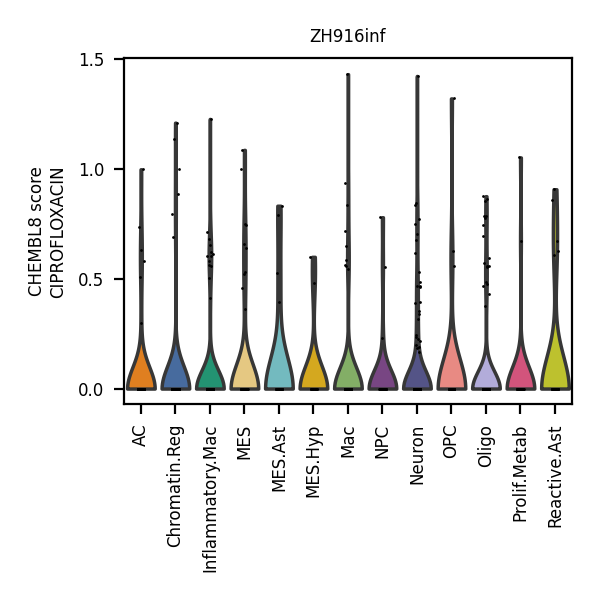 ZH916inf
CHEMBL8 score
CIPROFLOXACIN
1.5
1.0
0.5
0.0
AC
Chromatin.Reg
Inflammatory.Mac
MES
MES.Ast
MES.Hyp
Mac
NPC
Neuron
OPC
Oligo
Prolif.Metab
Reactive.Ast